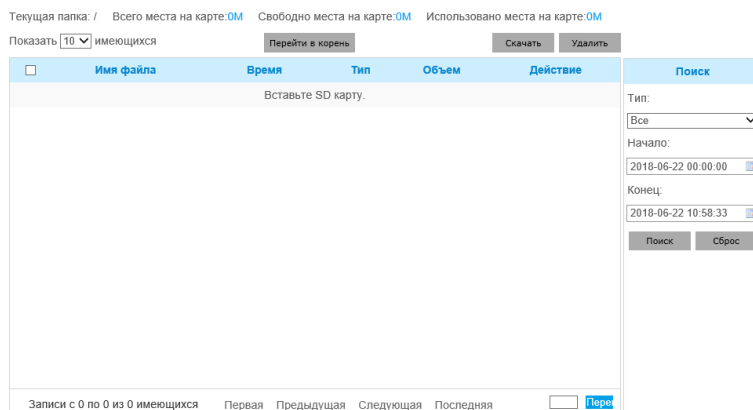 Текущая папка: / Всего места на карте:0M Свободно места на карте:0M Использовано места на карте:0M
Показать 10 имеющихся Перейти в корень Скачать Удалить
Имя файла Время Тип Объем Действие Поиск
Вставьте SD карту.
Тип:
Все
Начало:
2018-06-22 00:00:00
Конец:
2018-06-22 10:58:33
Поиск Сброс
Записи с 0 по 0 из 0 имеющихся Первая Предыдущая Следующая Последняя